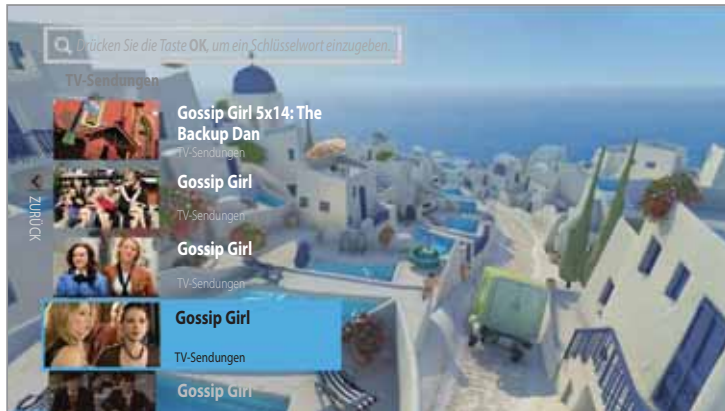 Drücken Sie die Taste OK, um ein Schlüsselwort einzugeben.
TV-Sendungen
Gossip Girl 5x14: The
Backup Dan
TV-Sendungen
Gossip Girl
TV-Sendungen
ZURÜCK
Gossip Girl
TV-Sendungen
Gossip Girl
TV-Sendungen
Gossip Girl